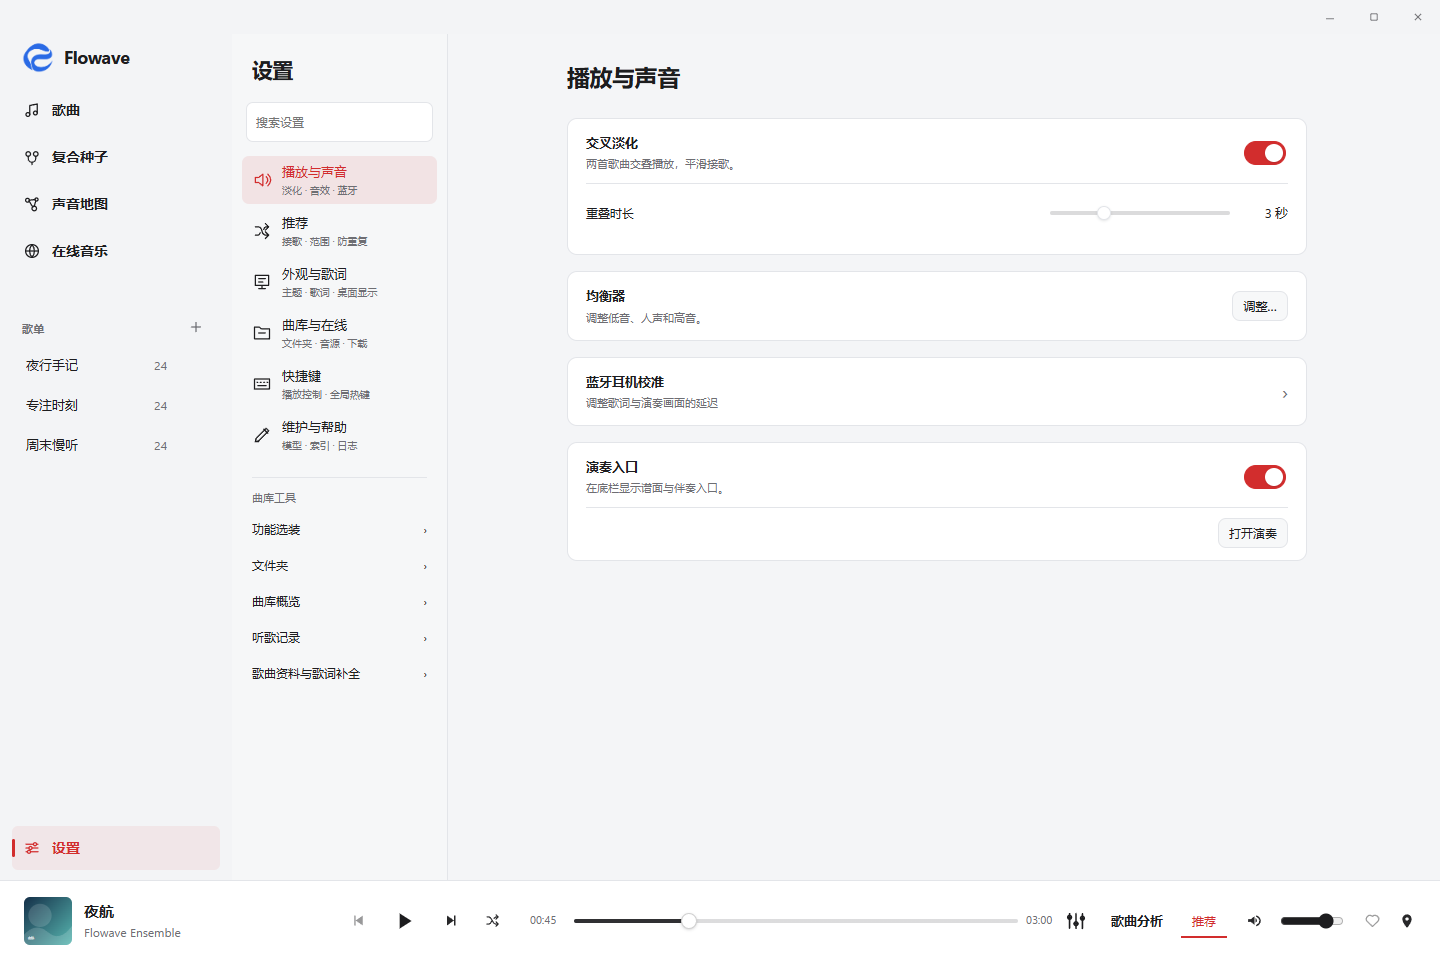 Flowave
歌曲
复合种子
声音地图
在线音乐
歌单
夜行手记 24
专注时刻 24
周末慢听 24
设置
设置
搜索设置
播放与声音
淡化 · 音效 · 蓝牙
推荐
接歌 · 范围 · 防重复
外观与歌词
主题 · 歌词 · 桌面显示
曲库与在线
文件夹 · 音源 · 下载
快捷键
播放控制 · 全局热键
维护与帮助
模型 · 索引 · 日志
曲库工具
功能选装
文件夹
曲库概览
听歌记录
歌曲资料与歌词补全
播放与声音
交叉淡化
两首歌曲交叠播放，平滑接歌。
重叠时长 3 秒
均衡器
调整低音、人声和高音。
调整...
蓝牙耳机校准
调整歌词与演奏画面的延迟
演奏入口
在底栏显示谱面与伴奏入口。
打开演奏
夜航
Flowave Ensemble
00:45 03:00 歌曲分析 推荐